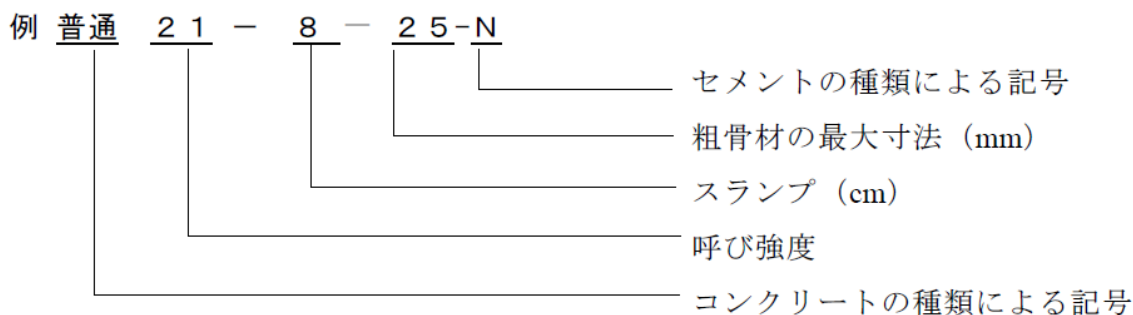 例 普通 21－8－25-N
セメントの種類による記号
粗骨材の最大寸法（mm）
スランプ（cm）
呼び強度
コンクリートの種類による記号